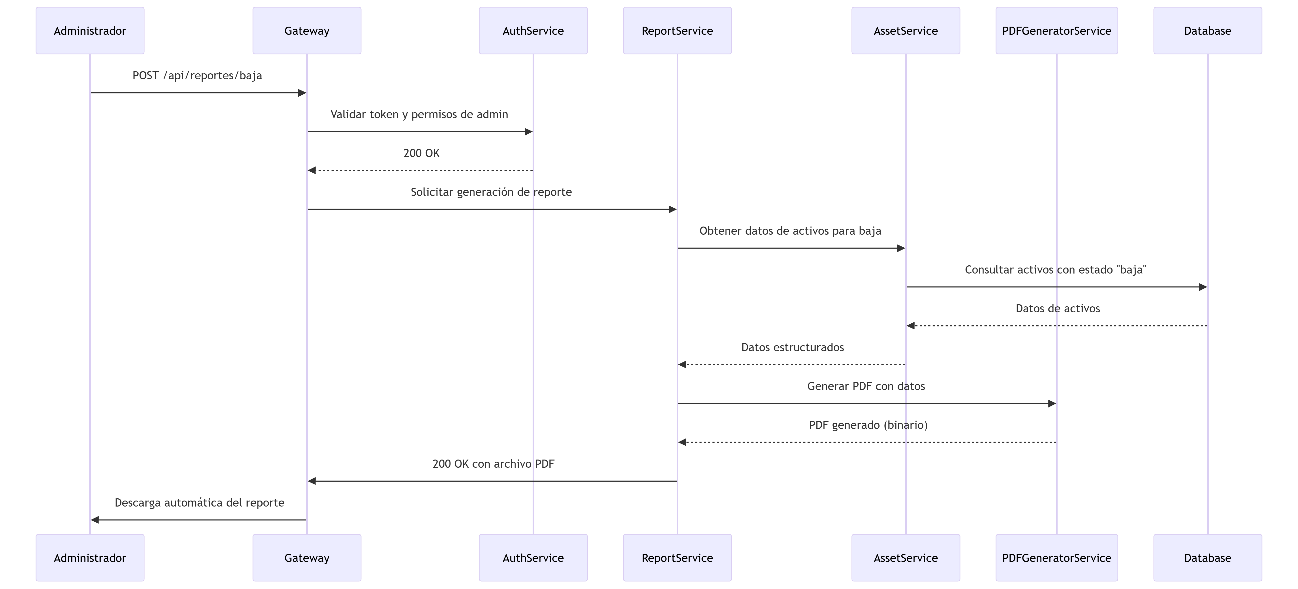 Administrador
Gateway
AuthService
ReportService
AssetService
PDFGeneratorService
Database
POST /api/reportes/baja
Validar token y permisos de admin
200 OK
Solicitar generación de reporte
Obtener datos de activos para baja
Consultar activos con estado "baja"
Datos de activos
Datos estructurados
Generar PDF con datos
PDF generado (binario)
200 OK con archivo PDF
Descarga automática del reporte
Administrador
Gateway
AuthService
ReportService
AssetService
PDFGeneratorService
Database